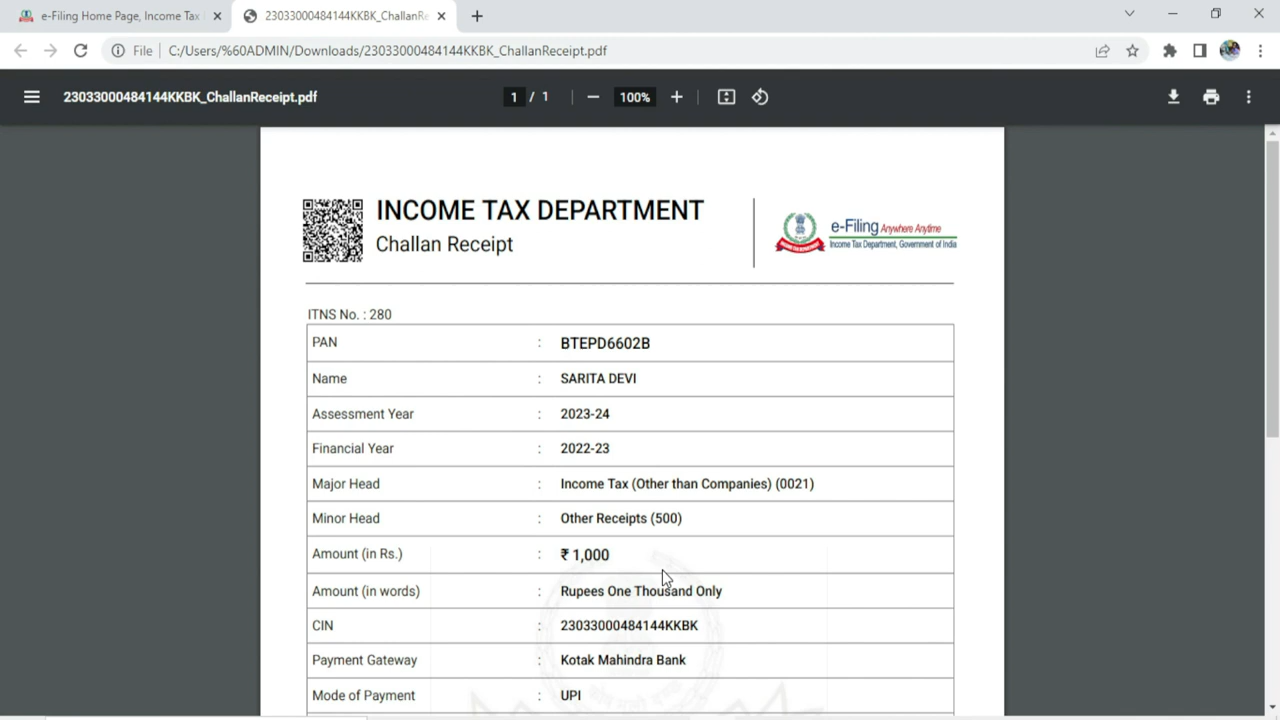 e-Filing Home Page, Income Tax
23033000484144KKBK_ChallanRe
File C:/Users/%60ADMIN/Downloads/23033000484144KKBK_ChallanReceipt.pdf
23033000484144KKBK_ChallanReceipt.pdf 1 / 1 100%
INCOME TAX DEPARTMENT
Challan Receipt
e-Filing Anywhere Anytime
Income Tax Department, Government of India
ITNS No. : 280
PAN : BTEPD6602B
Name : SARITA DEVI
Assessment Year : 2023-24
Financial Year : 2022-23
Major Head : Income Tax (Other than Companies) (0021)
Minor Head : Other Receipts (500)
Amount (in Rs.) : ₹ 1,000
Amount (in words) : Rupees One Thousand Only
CIN : 23033000484144KKBK
Payment Gateway : Kotak Mahindra Bank
Mode of Payment : UPI